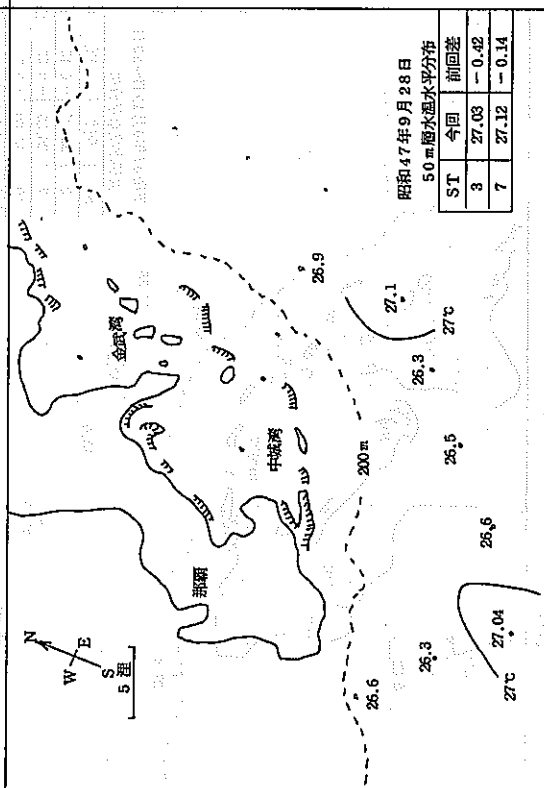 昭和47年9月28日
50m層水温水平分布
ST 今回 前回差
3 27.03 −0.42
7 27.12 −0.14
N
W E
S
5浬
金武湾
中城湾
那覇
200m
26.9
27.1
27℃
26.3
26.5
26.6
27.04
27℃
26.3
26.6